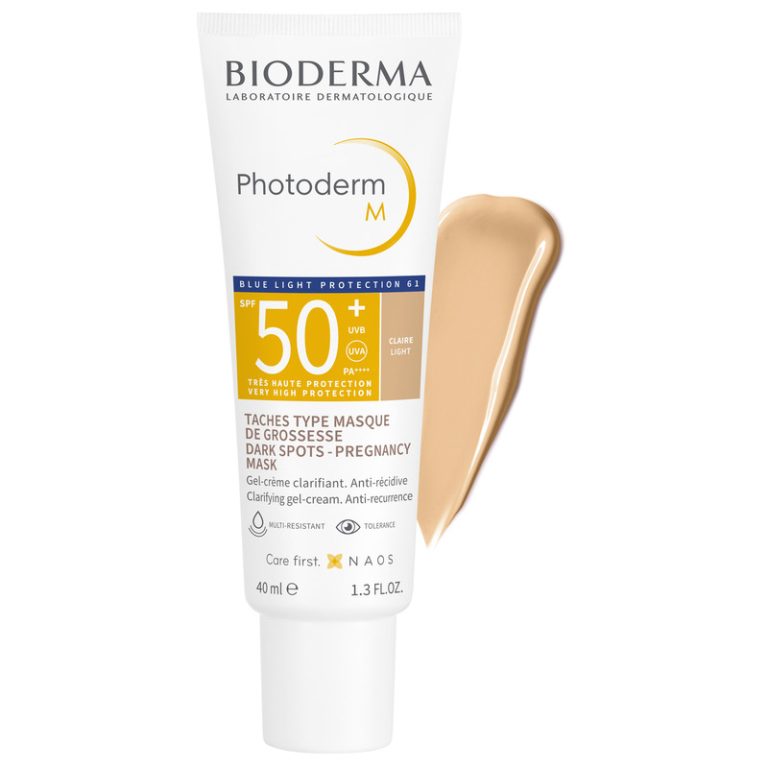 BIODERMA
LABORATOIRE DERMATOLOGIQUE
Photoderm
M
BLUE LIGHT PROTECTION 61
SPF
50+
UVB
UVA
PA++++
TRÈS HAUTE PROTECTION
VERY HIGH PROTECTION
CLAIRE
LIGHT
TACHES TYPE MASQUE
DE GROSSESSE
DARK SPOTS - PREGNANCY
MASK
Gel-crème clarifiant. Anti-récidive
Clarifying gel-cream. Anti-recurrence
MULTI-RESISTANT
TOLERANCE
Care first. NAOS
40 ml ℮ 1.3 FL.OZ.